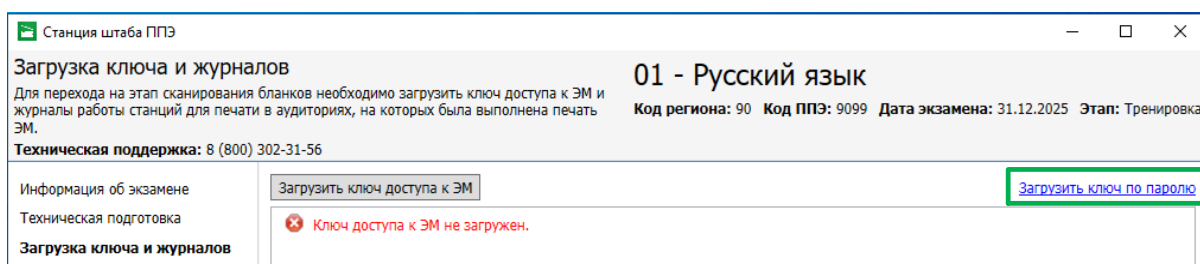 Станция штаба ППЭ
Загрузка ключа и журналов
Для перехода на этап сканирования бланков необходимо загрузить ключ доступа к ЭМ и
журналы работы станций для печати в аудиториях, на которых была выполнена печать
ЭМ.
Техническая поддержка: 8 (800) 302-31-56
01 - Русский язык
Код региона: 90 Код ППЭ: 9099 Дата экзамена: 31.12.2025 Этап: Тренировка
Информация об экзамене
Техническая подготовка
Загрузка ключа и журналов
Загрузить ключ доступа к ЭМ
Загрузить ключ по паролю
Ключ доступа к ЭМ не загружен.